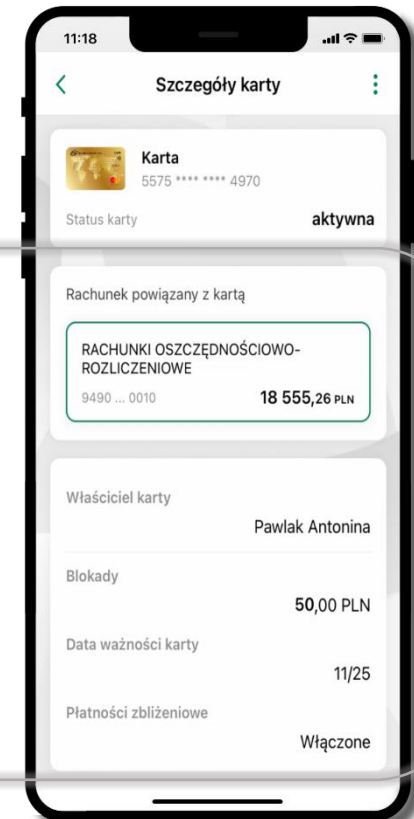 11:18
Szczegóły karty
Karta
5575 **** **** 4970
Status karty
aktywna
Rachunek powiązany z kartą
RACHUNKI OSZCZĘDNOŚCIOWO-
ROZLICZENIOWE
9490 ... 0010
18 555,26 PLN
Właściciel karty
Pawlak Antonina
Blokady
50,00 PLN
Data ważności karty
11/25
Płatności zbliżeniowe
Włączone